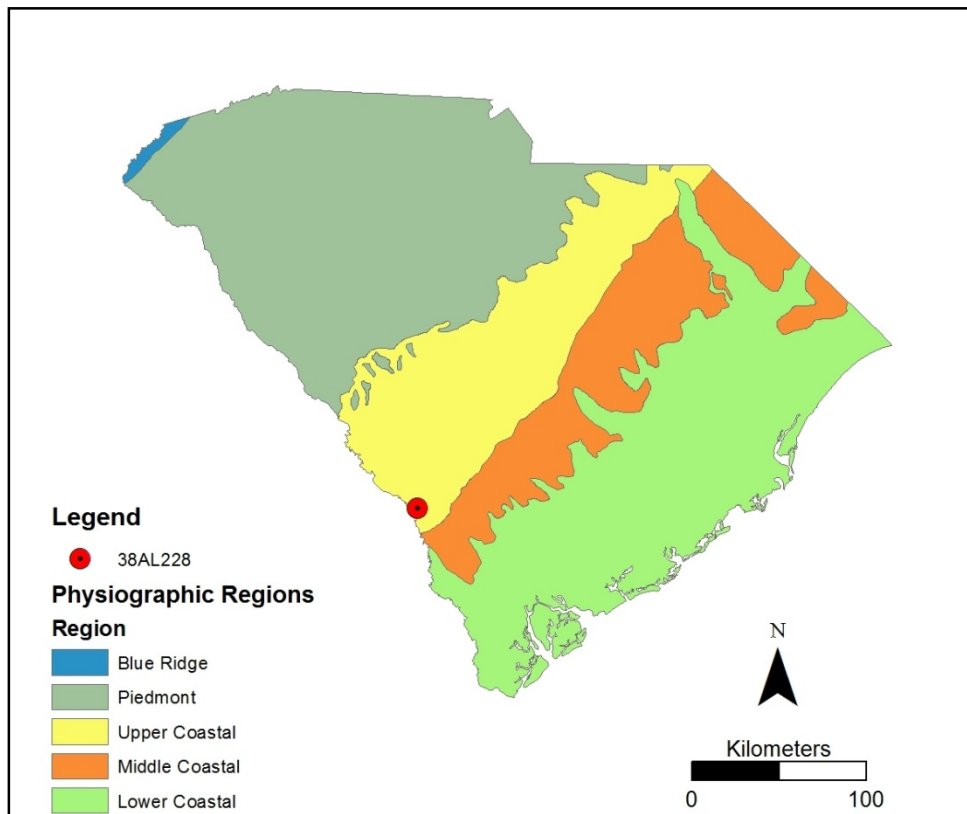 Legend
38AL228
Physiographic Regions
Region
Blue Ridge
Piedmont
Upper Coastal
Middle Coastal
Lower Coastal
N
Kilometers
0 100